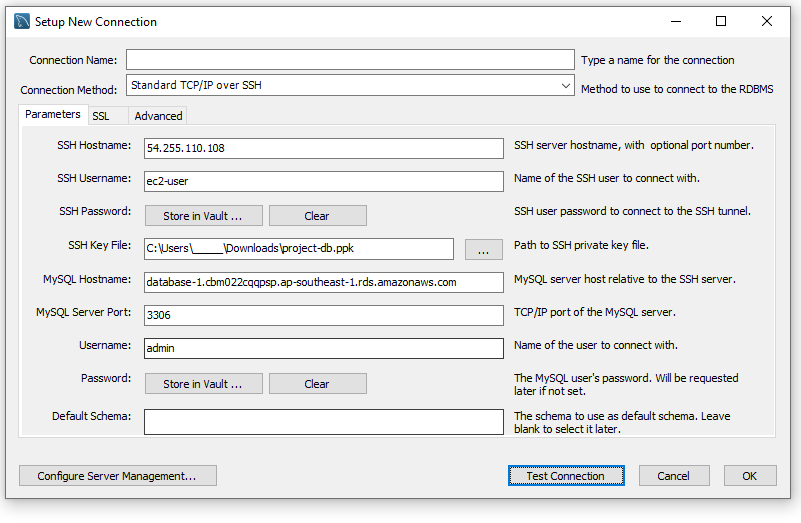 Setup New Connection
Connection Name: Type a name for the connection
Connection Method: Standard TCP/IP over SSH Method to use to connect to the RDBMS
Parameters SSL Advanced
SSH Hostname: 54.255.110.108 SSH server hostname, with optional port number.
SSH Username: ec2-user Name of the SSH user to connect with.
SSH Password: Store in Vault ... Clear SSH user password to connect to the SSH tunnel.
SSH Key File: C:\Users\_____\Downloads\project-db.ppk ... Path to SSH private key file.
MySQL Hostname: database-1.cbm022cqqpsp.ap-southeast-1.rds.amazonaws.com MySQL server host relative to the SSH server.
MySQL Server Port: 3306 TCP/IP port of the MySQL server.
Username: admin Name of the user to connect with.
Password: Store in Vault ... Clear The MySQL user's password. Will be requested
later if not set.
Default Schema: The schema to use as default schema. Leave
blank to select it later.
Configure Server Management... Test Connection Cancel OK